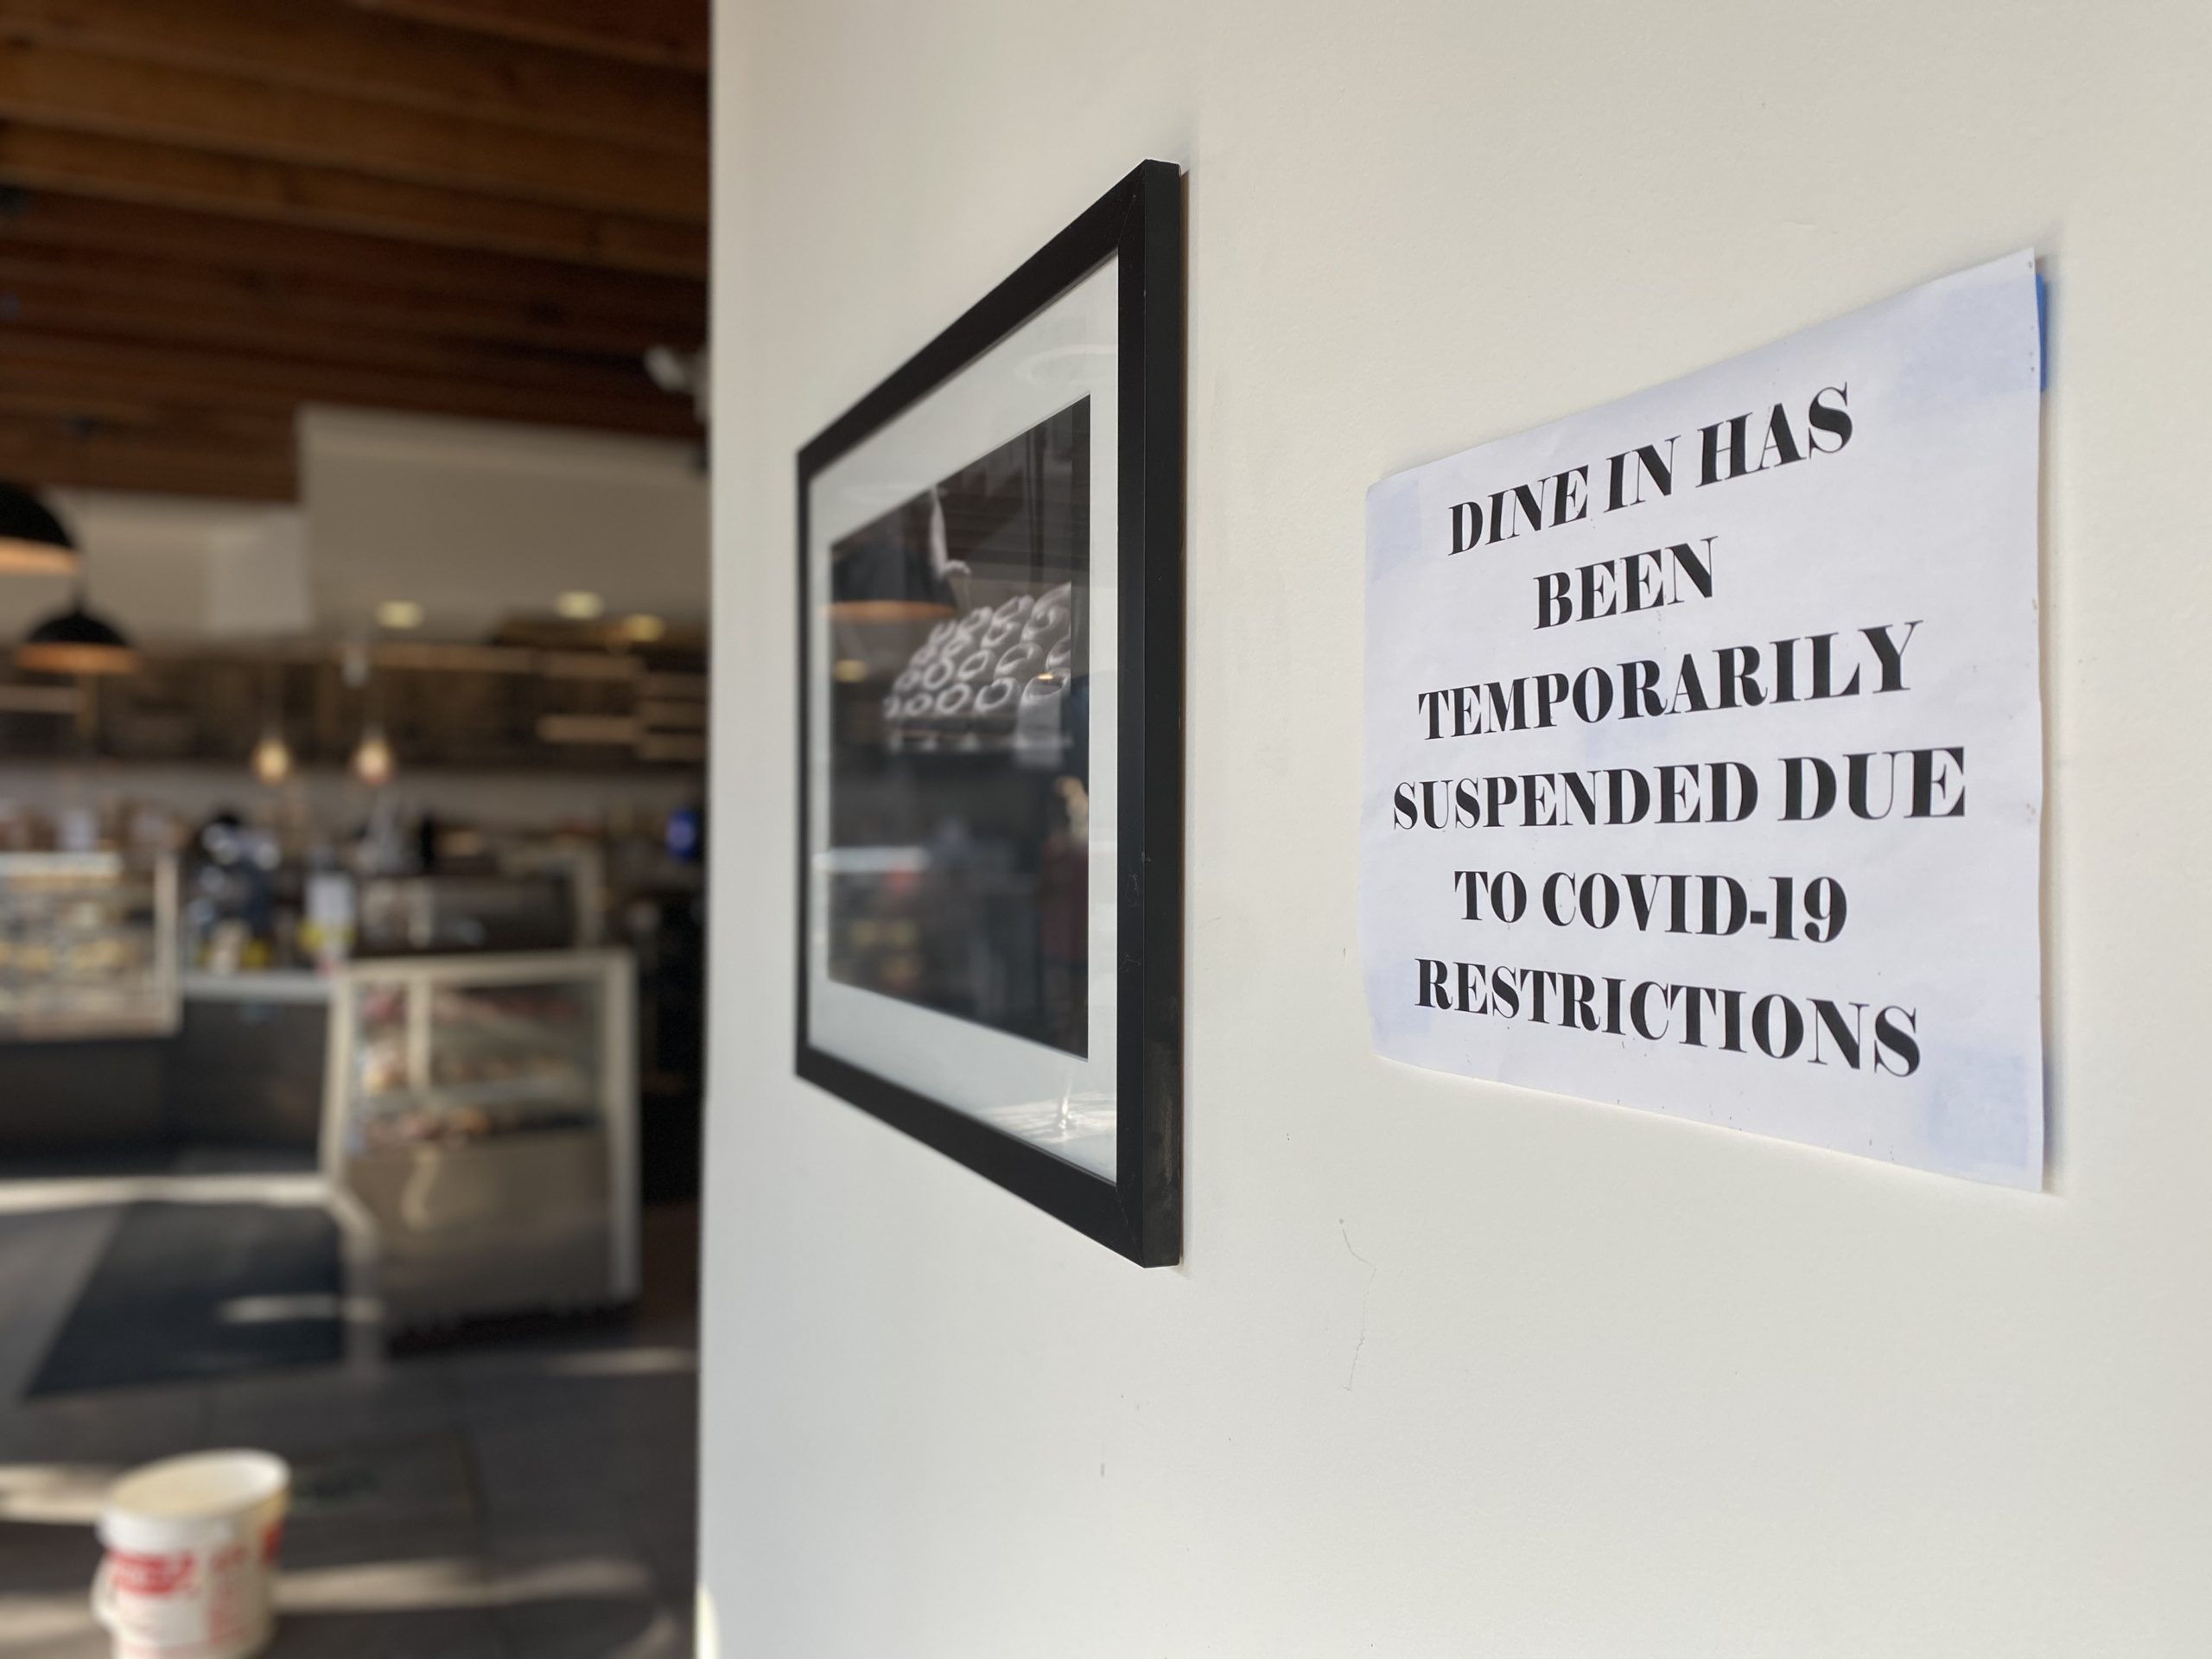 DINE IN HAS
BEEN
TEMPORARILY
SUSPENDED DUE
TO COVID-19
RESTRICTIONS